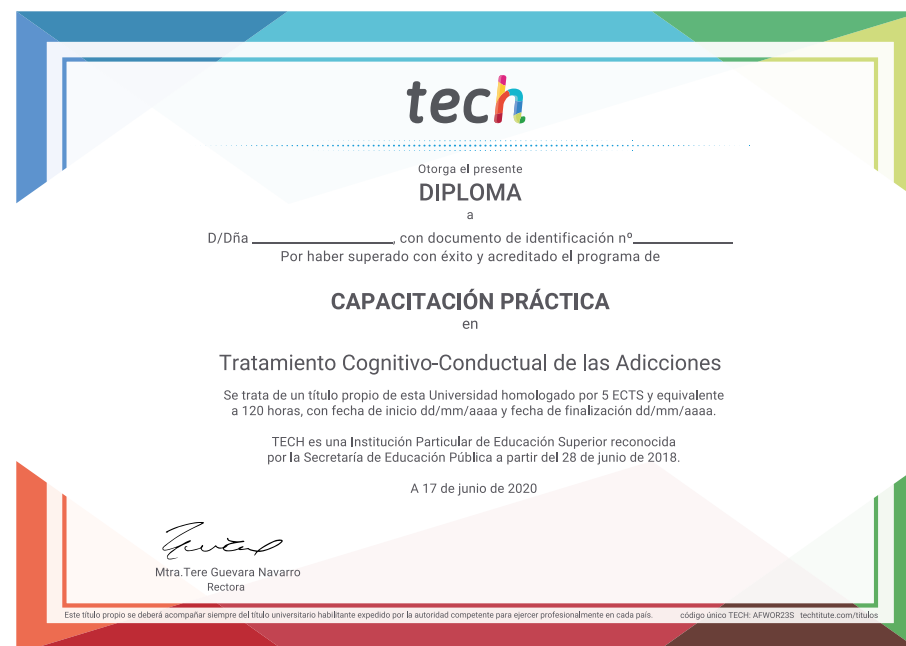 tech
Otorga el presente
DIPLOMA
a
D/Dña ____________________, con documento de identificación nº______________
Por haber superado con éxito y acreditado el programa de
CAPACITACIÓN PRÁCTICA
en
Tratamiento Cognitivo-Conductual de las Adicciones
Se trata de un título propio de esta Universidad homologado por 5 ECTS y equivalente
a 120 horas, con fecha de inicio dd/mm/aaaa y fecha de finalización dd/mm/aaaa.
TECH es una Institución Particular de Educación Superior reconocida
por la Secretaría de Educación Pública a partir del 28 de junio de 2018.
A 17 de junio de 2020
Mtra.Tere Guevara Navarro
Rectora
Este título propio se deberá acompañar siempre del título universitario habilitante expedido por la autoridad competente para ejercer profesionalmente en cada país. código único TECH: AFWOR23S techtitute.com/titulos